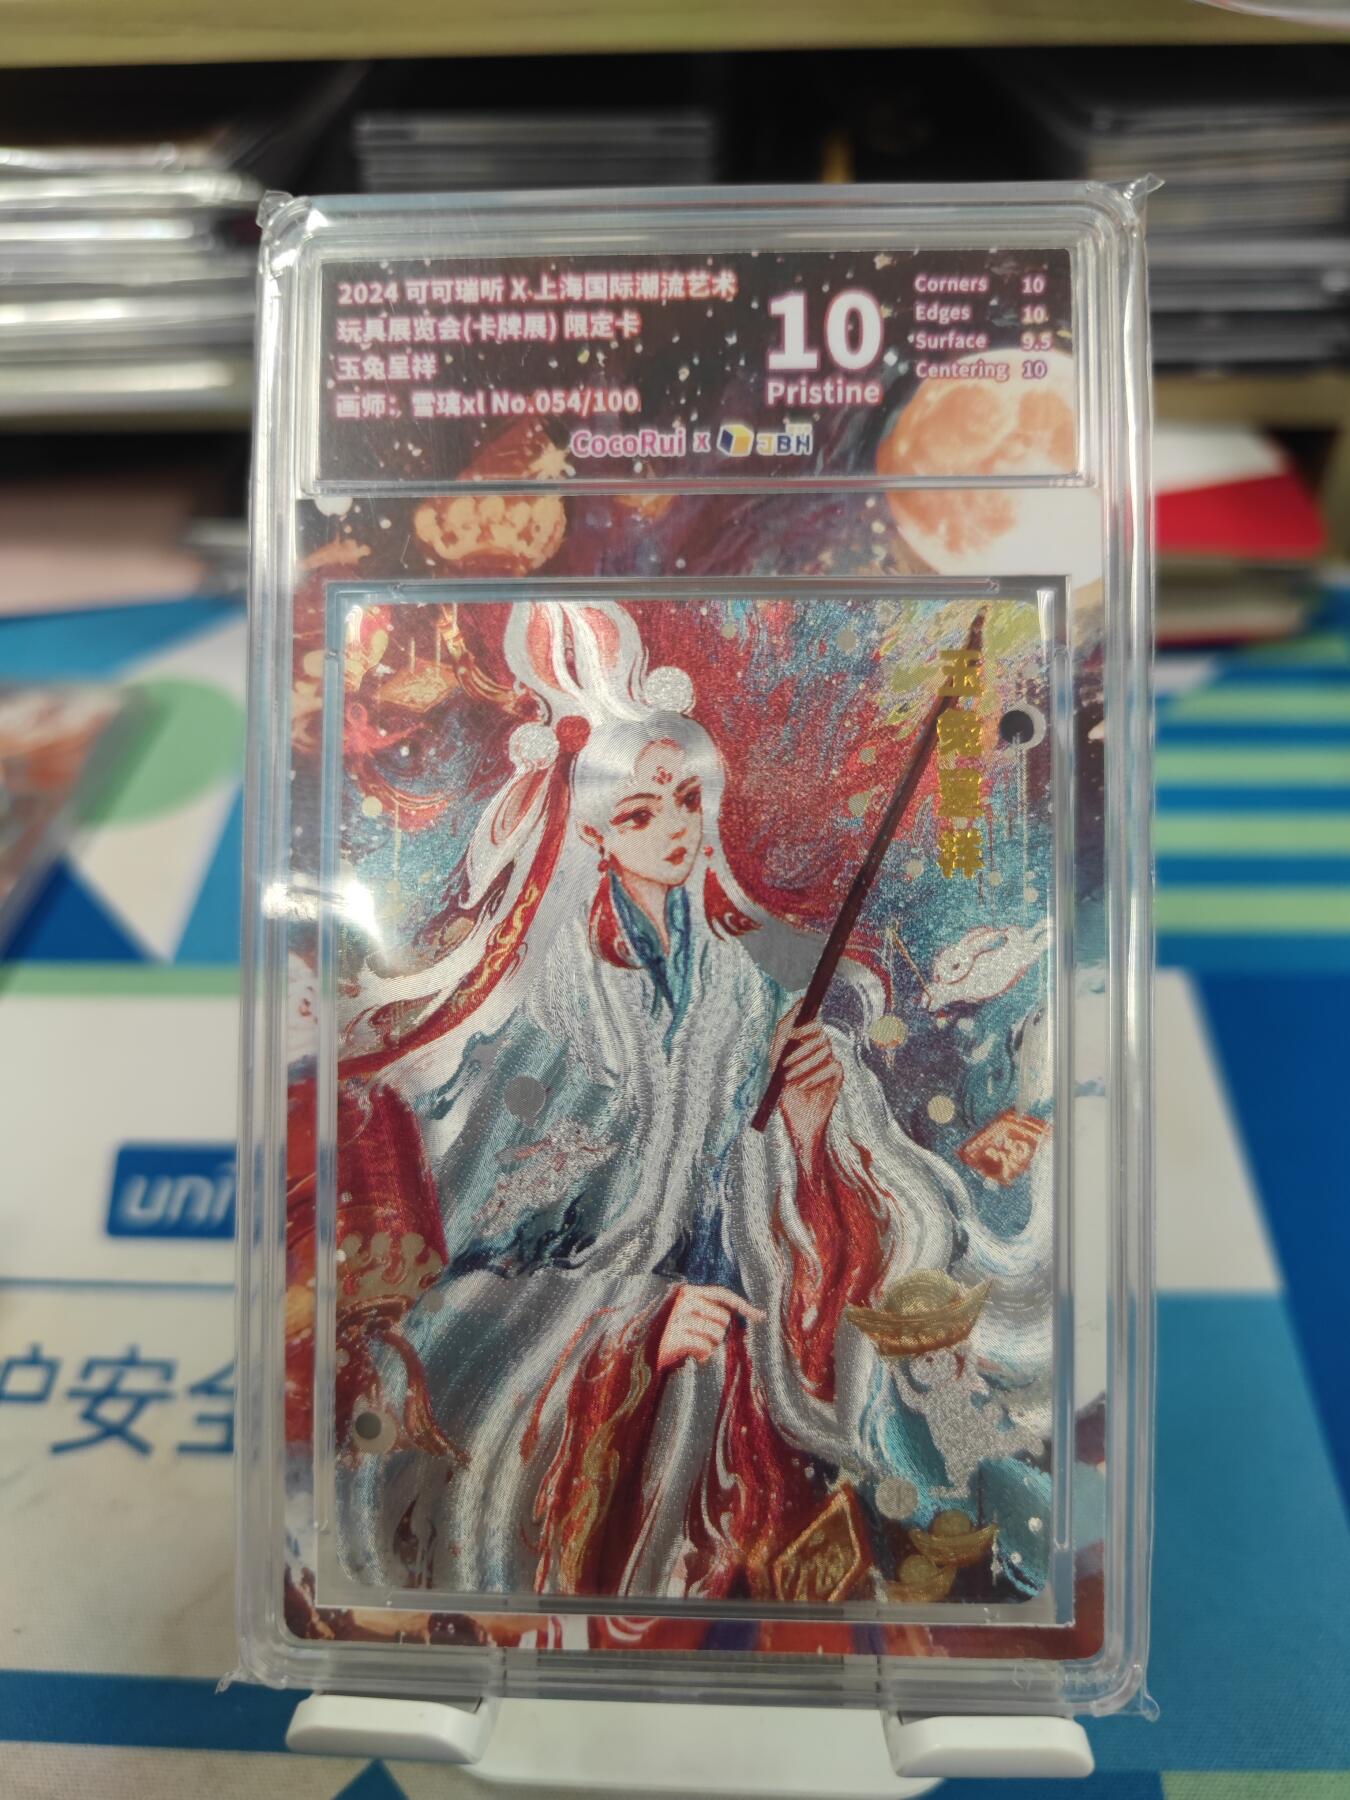 2024 可可瑞听 X 上海国际潮流艺术
玩具展览会(卡牌展) 限定卡
玉兔呈祥
画师：雪璃xl No.054/100
10
Pristine
Corners 10
Edges 10
Surface 9.5
Centering 10
CocoRui x JBH
玉兔呈祥
福
uni
护安全